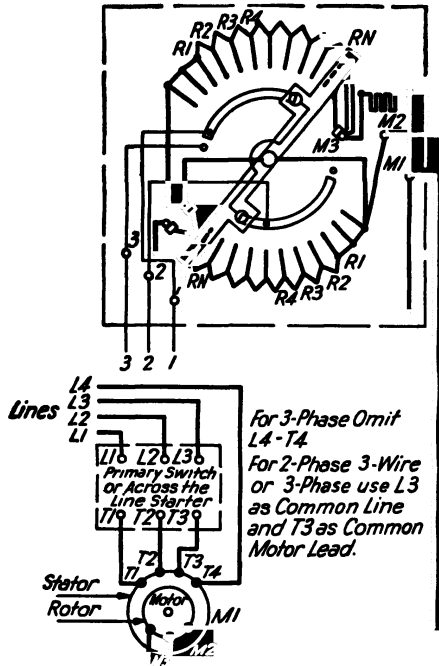 R1 R2 R3 R4 RN
M3 M2
M1
3
2
1
RN R4 R3 R2 R1
3 2 1
L4
Lines L3
L2
L1
L1 L2 L3
Primary Switch
or Across the
Line Starter
T1 T2 T3
T1 T2 T3 T4
Stator
Rotor
Motor
M1
M2
For 3-Phase Omit
L4-T4
For 2-Phase 3-Wire
or 3-Phase use L3
as Common Line
and T3 as Common
Motor Lead.